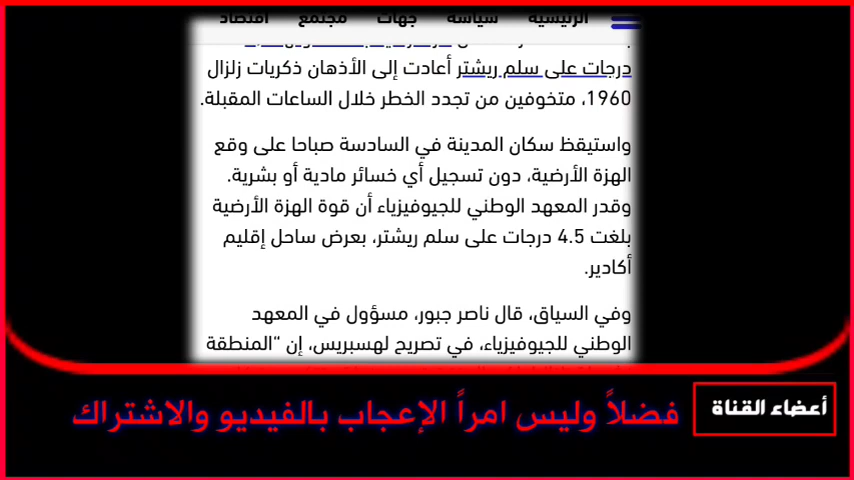 الرئيسية سياسة جهات مجتمع اقتصاد
درجات على سلم ريشتر أعادت إلى الأذهان ذكريات زلزال
1960، متخوفين من تجدد الخطر خلال الساعات المقبلة.
واستيقظ سكان المدينة في السادسة صباحا على وقع
الهزة الأرضية، دون تسجيل أي خسائر مادية أو بشرية.
وقدر المعهد الوطني للجيوفيزياء أن قوة الهزة الأرضية
بلغت 4.5 درجات على سلم ريشتر، بعرض ساحل إقليم
أكادير.
وفي السياق، قال ناصر جبور، مسؤول في المعهد
الوطني للجيوفيزياء، في تصريح لهسبريس، إن “المنطقة
أعضاء القناة
فضلاً وليس امراً الإعجاب بالفيديو والاشتراك